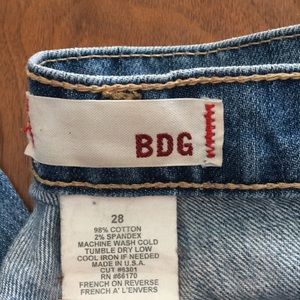 BDG
28
98% COTTON
2% SPANDEX
MACHINE WASH COLD
TUMBLE DRY LOW
COOL IRON IF NEEDED
MADE IN U.S.A.
CUT #6301
RN #66170
FRENCH ON REVERSE
FRENCH A' L'ENVERS